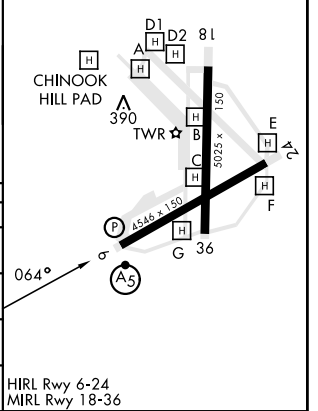 D1
D2
18
H
H
H
A
H
CHINOOK
HILL PAD
390
150
H
TWR
B
5025 x
E
H
24
C
H
H
F
4546 x 150
P
H
G
36
6
064°
A5
HIRL Rwy 6-24
MIRL Rwy 18-36